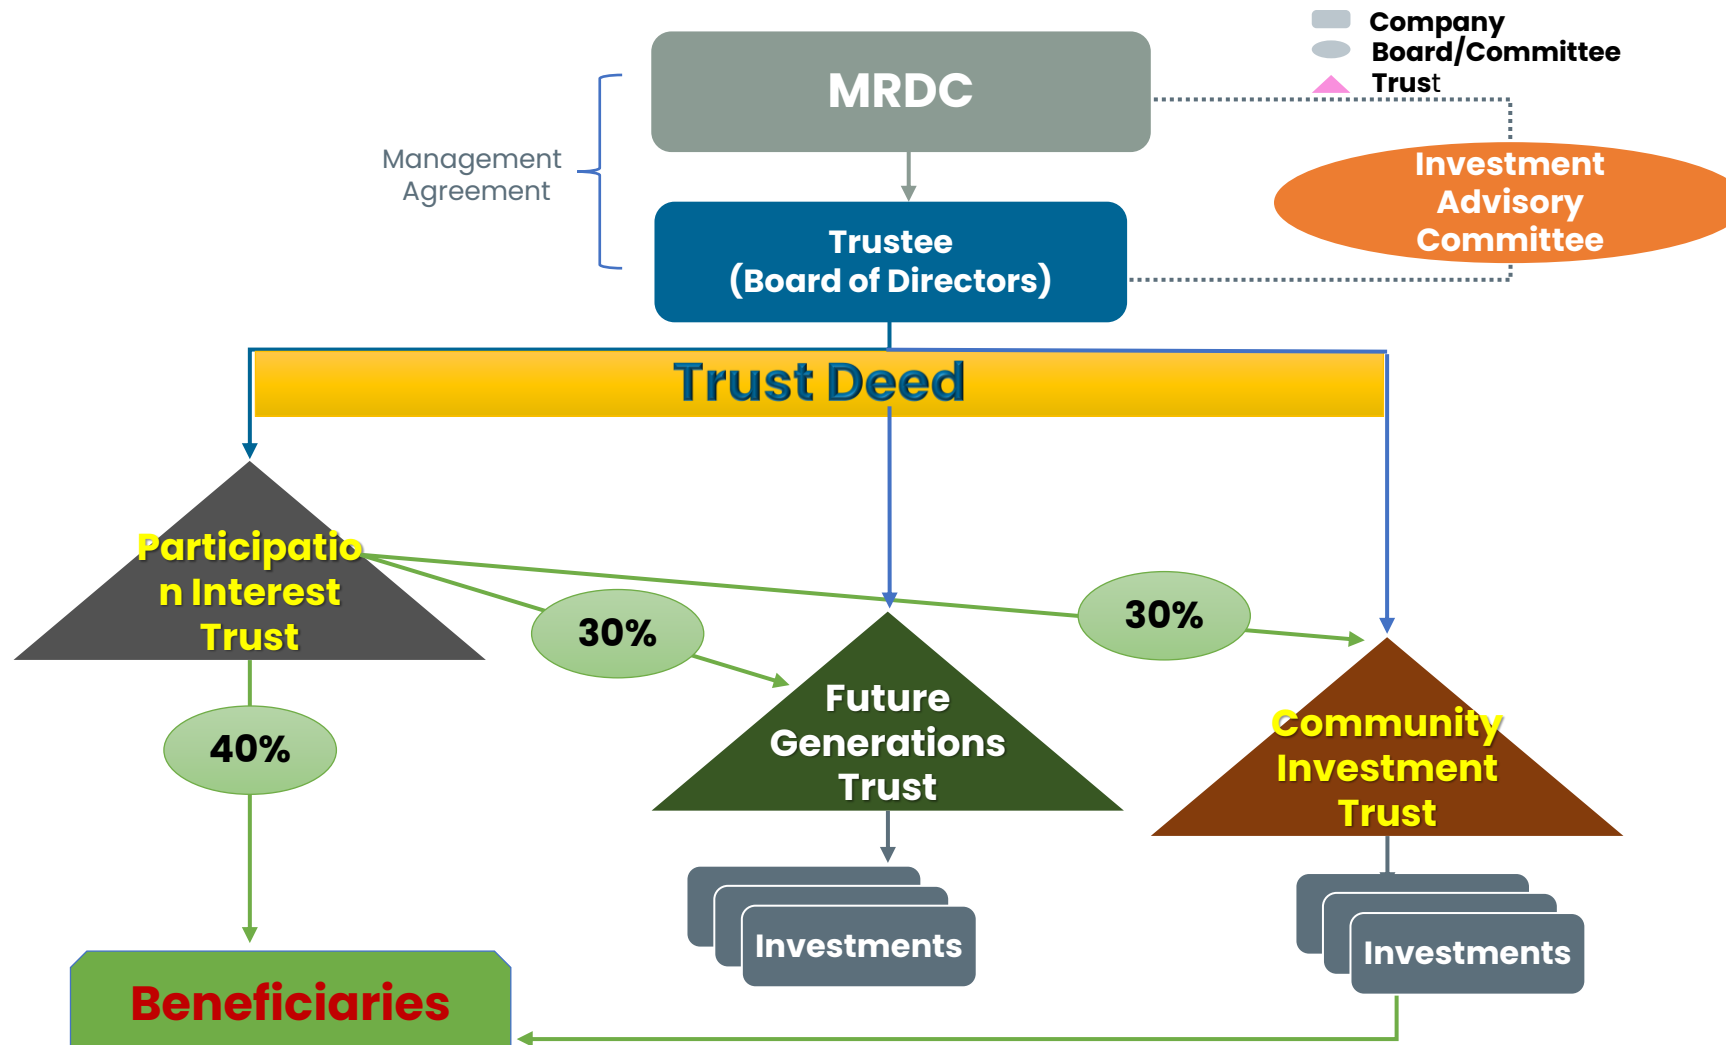 Company
Board/Committee
Trust
MRDC
Management
Agreement
Investment
Advisory
Committee
Trustee
(Board of Directors)
Trust Deed
Participatio
n Interest
Trust
30%
30%
40%
Future
Generations
Trust
Community
Investment
Trust
Investments
Investments
Beneficiaries